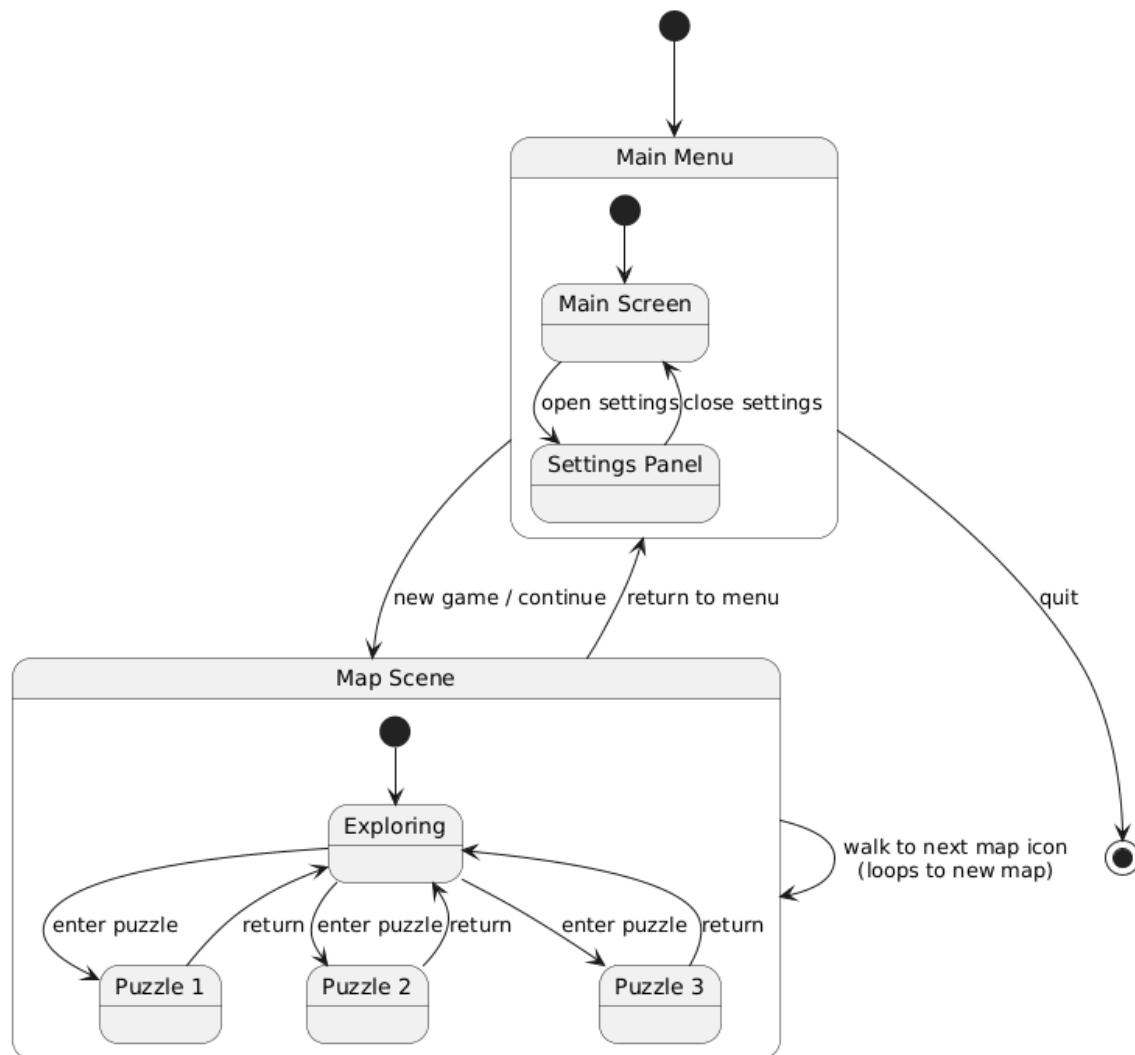 Main Menu
Main Screen
open settings
close settings
Settings Panel
new game / continue
return to menu
quit
Map Scene
Exploring
walk to next map icon
(loops to new map)
enter puzzle
return
enter puzzle
return
enter puzzle
return
Puzzle 1
Puzzle 2
Puzzle 3